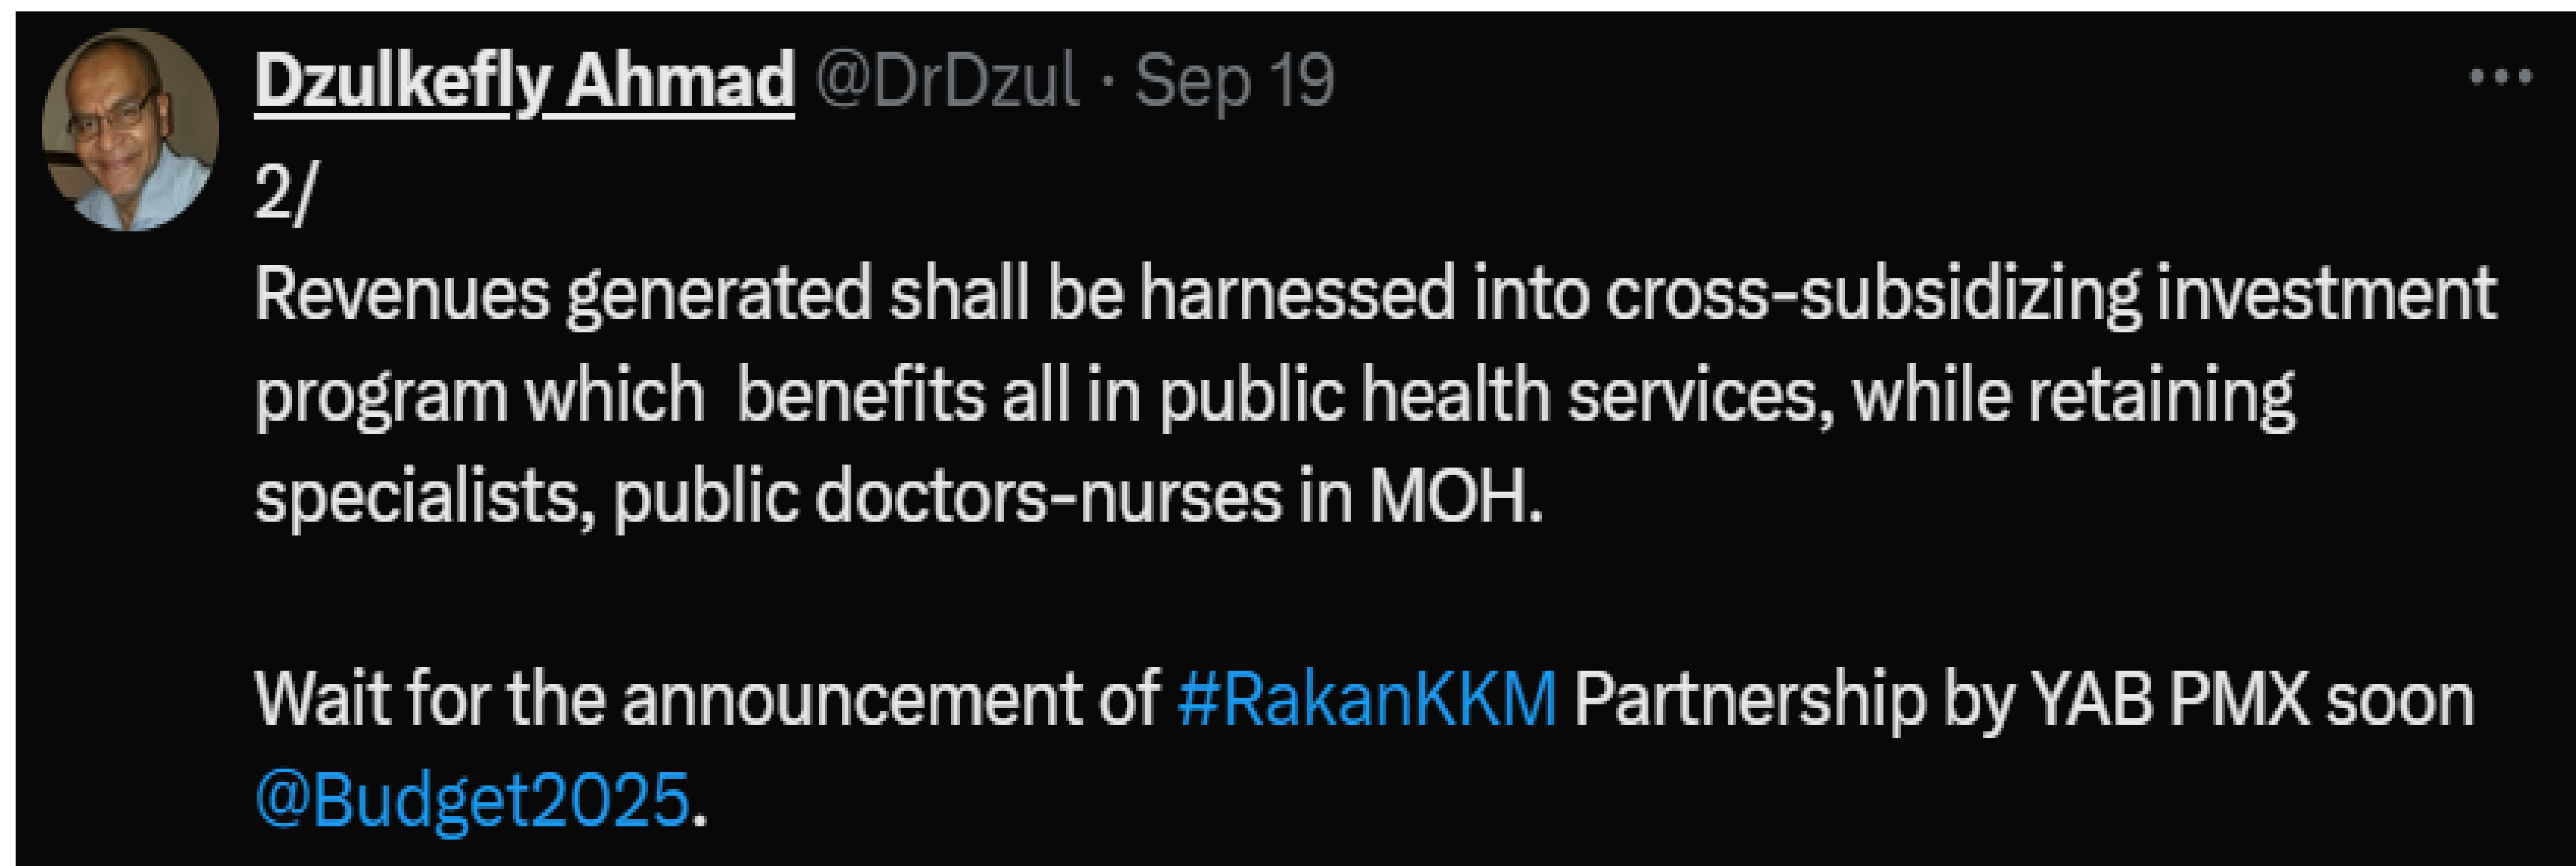 Dzulkefly Ahmad @DrDzul · Sep 19
2/
Revenues generated shall be harnessed into cross-subsidizing investment
program which  benefits all in public health services, while retaining
specialists, public doctors-nurses in MOH.
Wait for the announcement of #RakanKKM Partnership by YAB PMX soon
@Budget2025.